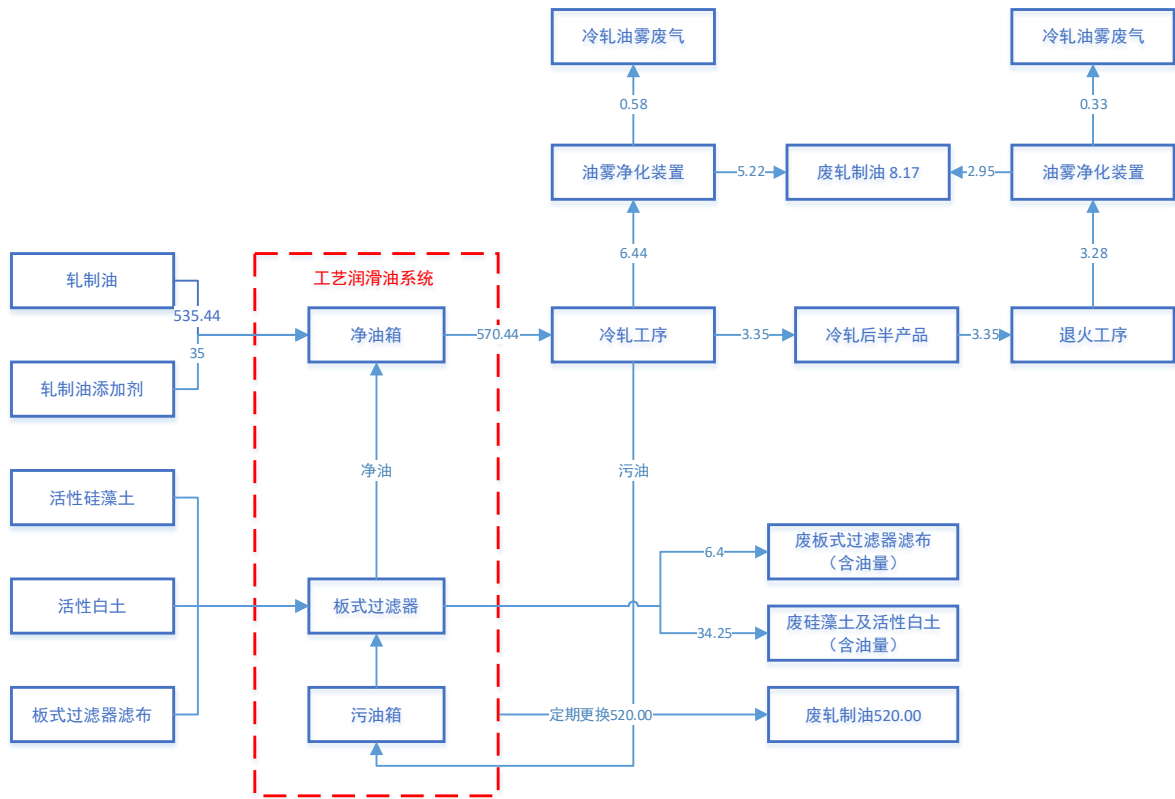 冷轧油雾废气
冷轧油雾废气
0.58
0.33
油雾净化装置
5.22
废轧制油 8.17
2.95
油雾净化装置
6.44
3.28
轧制油
工艺润滑油系统
535.44
净油箱
570.44
冷轧工序
3.35
冷轧后半产品
3.35
退火工序
35
轧制油添加剂
净油
污油
活性硅藻土
6.4
废板式过滤器滤布
（含油量）
活性白土
板式过滤器
34.25
废硅藻土及活性白土
（含油量）
板式过滤器滤布
污油箱
定期更换520.00
废轧制油520.00